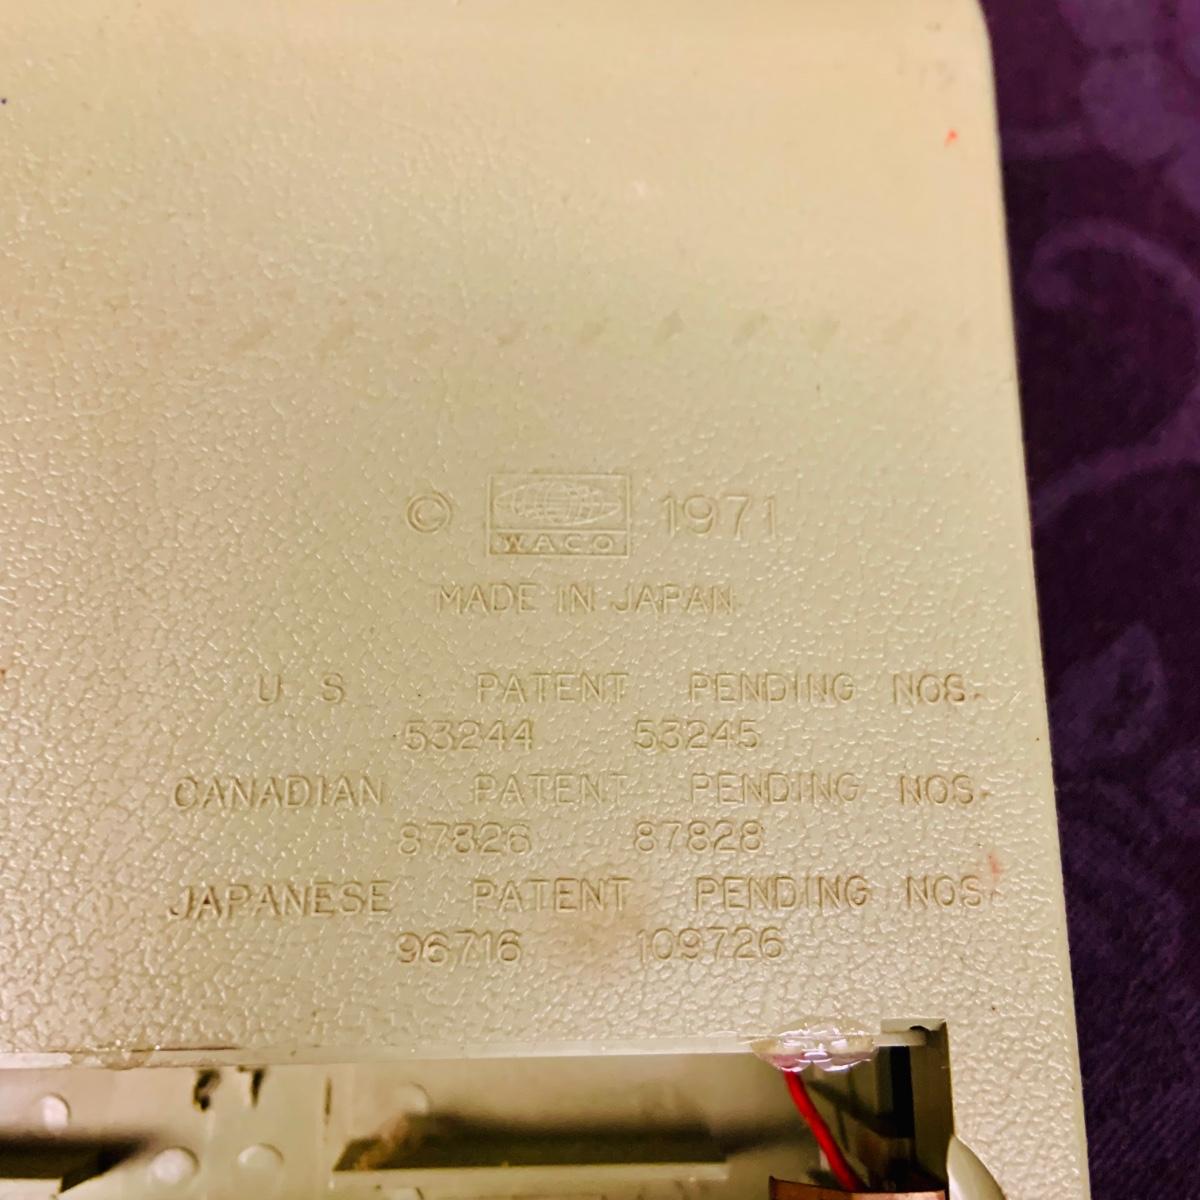 © WACO 1971
MADE IN JAPAN
U S PATENT PENDING NOS.
53244 53245
CANADIAN PATENT PENDING NOS.
87826 87828
JAPANESE PATENT PENDING NOS.
96716 109726